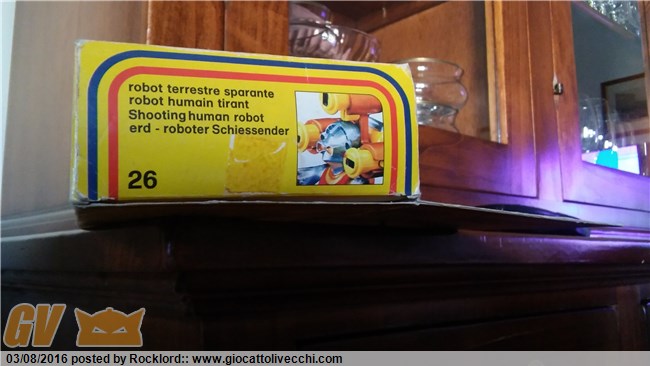 robot terrestre sparante
robot humain tirant
Shooting human robot
erd - roboter Schiessender
26
GV
03/08/2016 posted by Rocklord:: www.giocattolivecchi.com